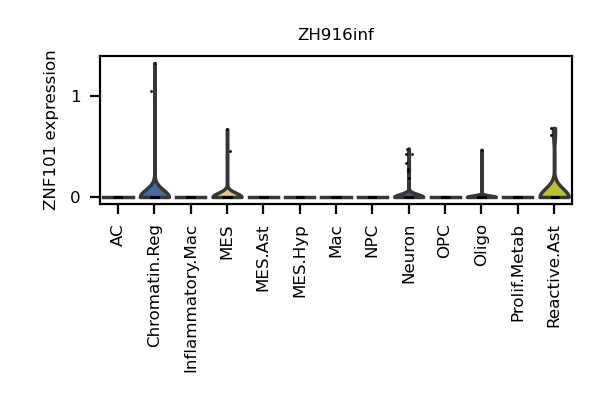 ZH916inf
ZNF101 expression
1
0
AC
Chromatin.Reg
Inflammatory.Mac
MES
MES.Ast
MES.Hyp
Mac
NPC
Neuron
OPC
Oligo
Prolif.Metab
Reactive.Ast